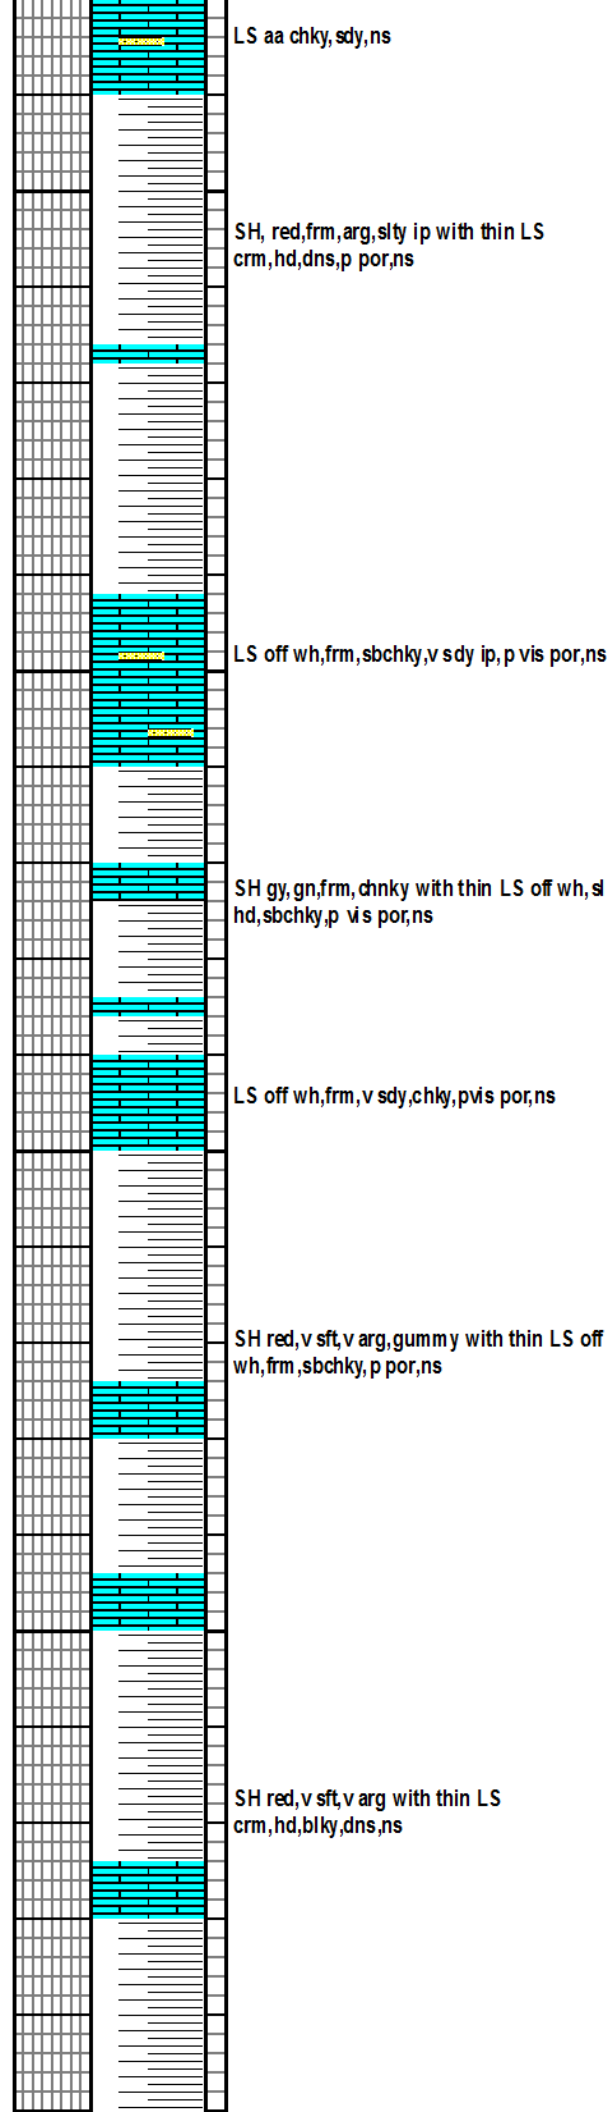 LS aa chky,sdy,ns
SH, red,frm,arg,slty ip with thin LS
crm,hd,dns,p por,ns
LS off wh,frm,sbchky,v sdy ip,p vis por,ns
SH gy,gn,frm,chnky with thin LS off wh,sl
hd,sbchky,p vis por,ns
LS off wh,frm,v sdy,chky,pvis por,ns
SH red,v sft,v arg,gummy with thin LS off
wh,frm,sbchky,p por,ns
SH red,v sft,v arg with thin LS
crm,hd,blky,dns,ns